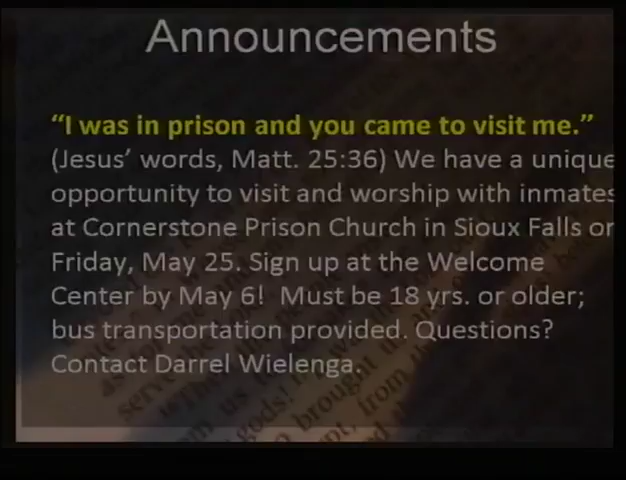 Announcements
“I was in prison and you came to visit me.”
(Jesus’ words, Matt. 25:36) We have a unique
opportunity to visit and worship with inmates
at Cornerstone Prison Church in Sioux Falls on
Friday, May 25. Sign up at the Welcome
Center by May 6!  Must be 18 yrs. or older;
bus transportation provided. Questions?
Contact Darrel Wielenga.